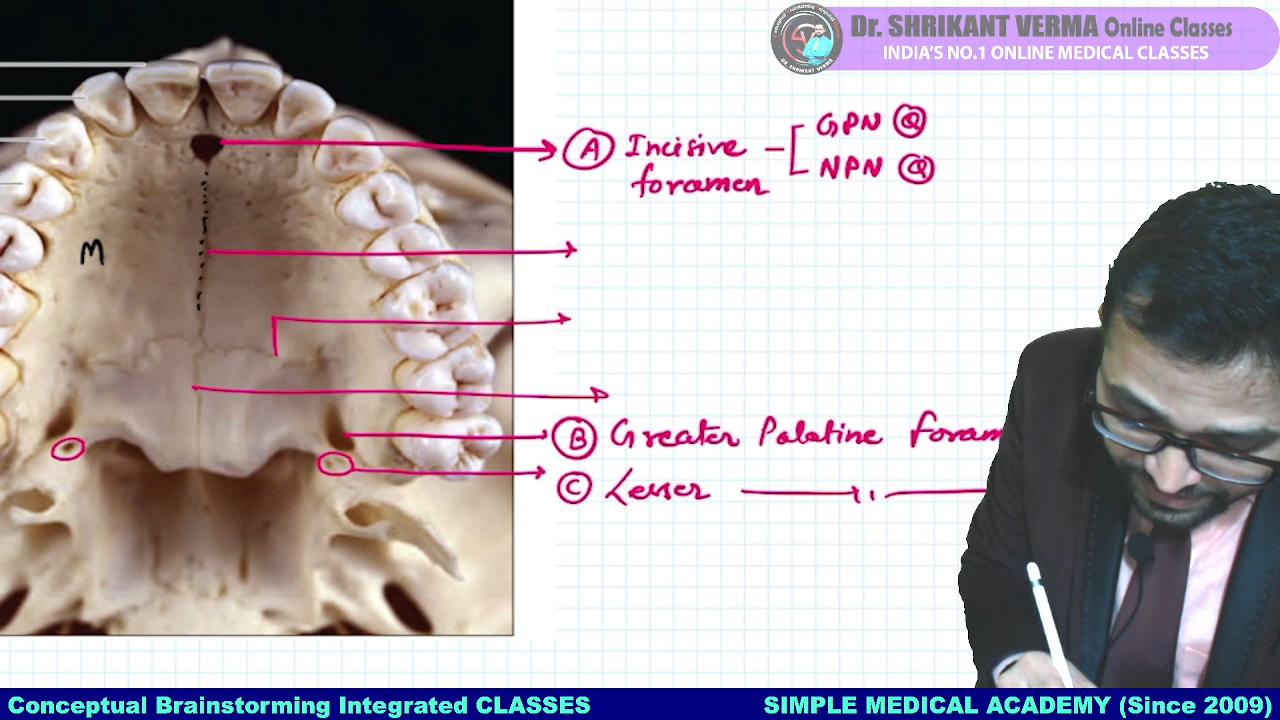 Dr. SHRIKANT VERMA Online Classes
INDIA'S NO.1 ONLINE MEDICAL CLASSES
A Incisive foramen
GPN Q
NPN Q
M
B Greater Palatine foram
C Lesser —— ,, ——
Conceptual Brainstorming Integrated CLASSES
SIMPLE MEDICAL ACADEMY (Since 2009)